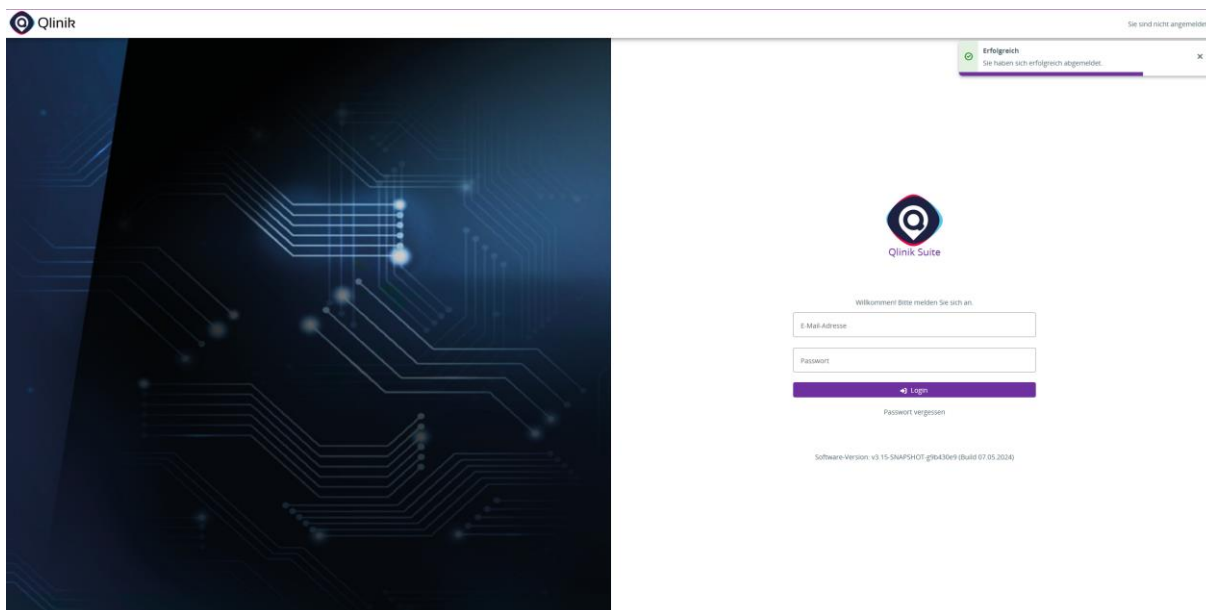 Qlinik
Sie sind nicht angemeldet
Erfolgreich
Sie haben sich erfolgreich abgemeldet.
Qlinik Suite
Willkommen! Bitte melden Sie sich an.
E-Mail-Adresse
Passwort
Login
Passwort vergessen
Software-Version: v3.15-SNAPSHOT-g9b430e9 (Build 07.05.2024)